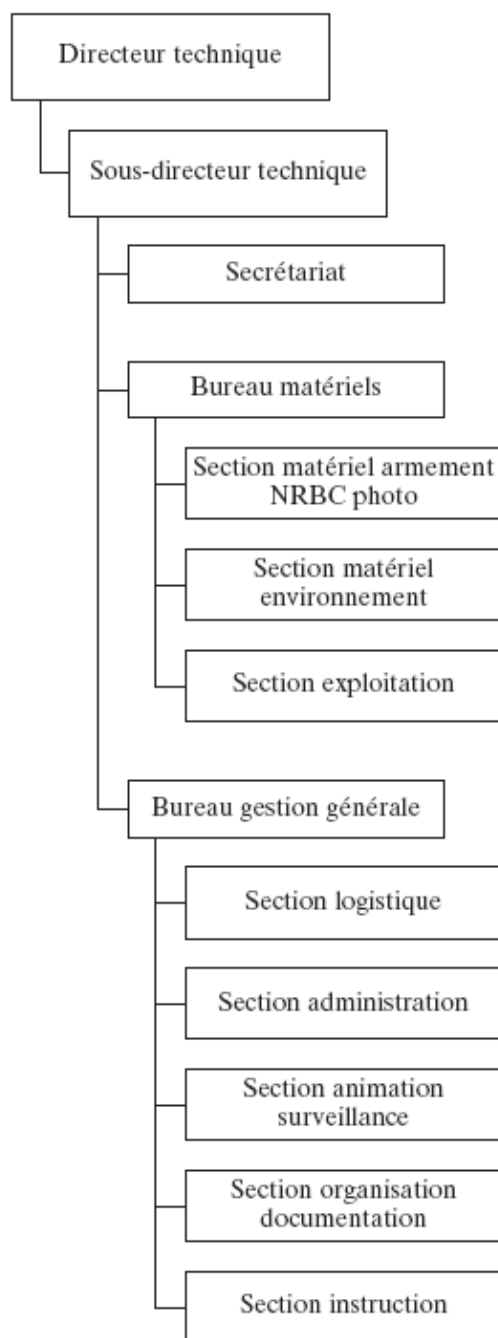 Directeur technique
Sous-directeur technique
Secrétariat
Bureau matériels
Section matériel armement
NRBC photo
Section matériel
environnement
Section exploitation
Bureau gestion générale
Section logistique
Section administration
Section animation
surveillance
Section organisation
documentation
Section instruction